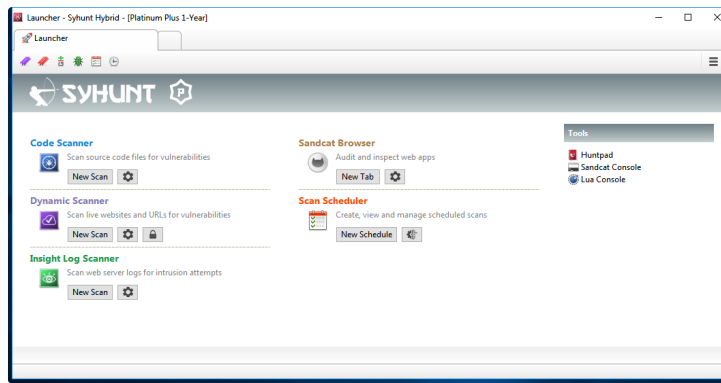 Launcher - Syhunt Hybrid - [Platinum Plus 1-Year]
Launcher
SYHUNT P
Code Scanner
Scan source code files for vulnerabilities
New Scan
Dynamic Scanner
Scan live websites and URLs for vulnerabilities
New Scan
Insight Log Scanner
Scan web server logs for intrusion attempts
New Scan
Sandcat Browser
Audit and inspect web apps
New Tab
Scan Scheduler
Create, view and manage scheduled scans
New Schedule
Tools
Huntpad
Sandcat Console
Lua Console